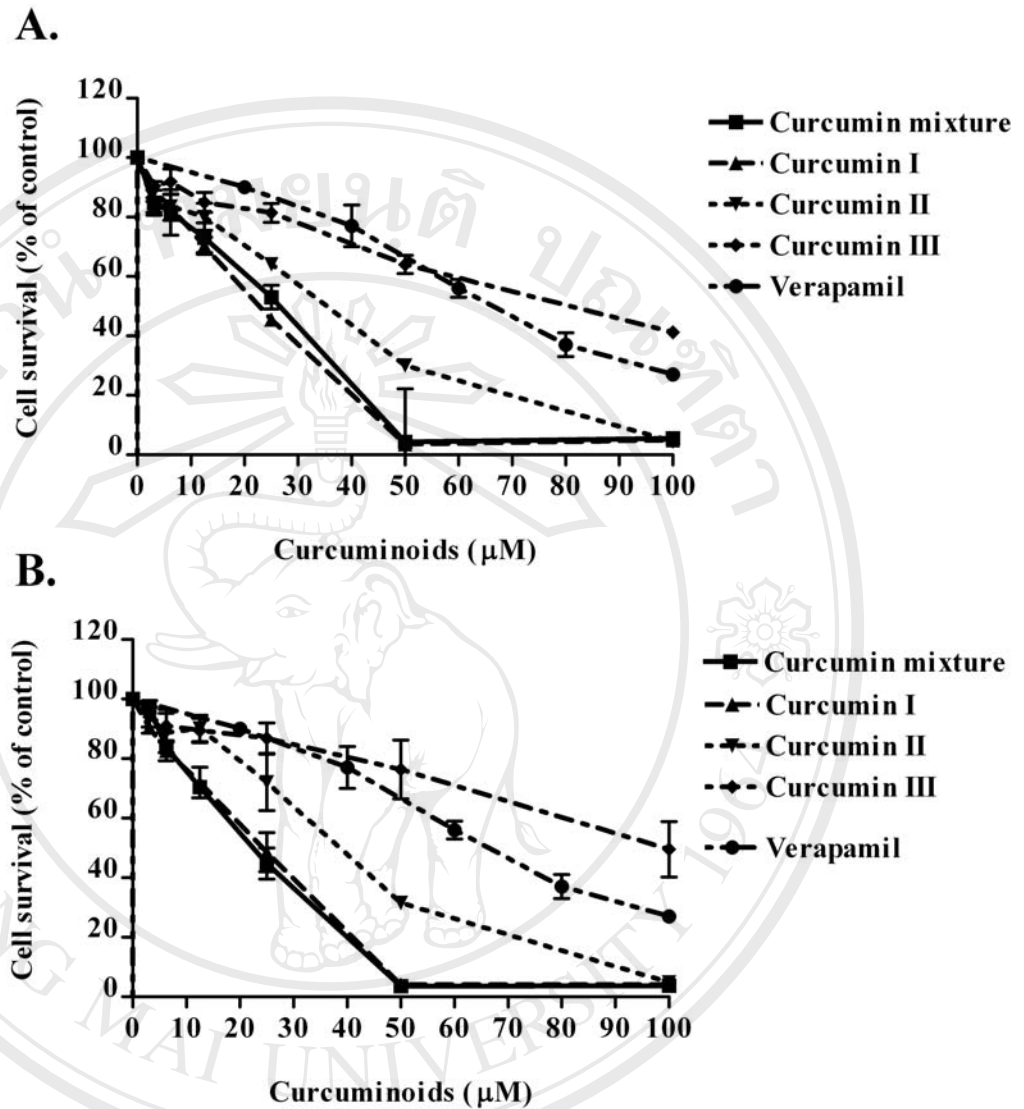 A.
120
100
80
60
40
20
0
Cell survival (% of control)
0 10 20 30 40 50 60 70 80 90 100
Curcuminoids (μM)
Curcumin mixture
Curcumin I
Curcumin II
Curcumin III
Verapamil
B.
120
100
80
60
40
20
0
Cell survival (% of control)
0 10 20 30 40 50 60 70 80 90 100
Curcuminoids (μM)
Curcumin mixture
Curcumin I
Curcumin II
Curcumin III
Verapamil
MAI UNIVERSITY 1964